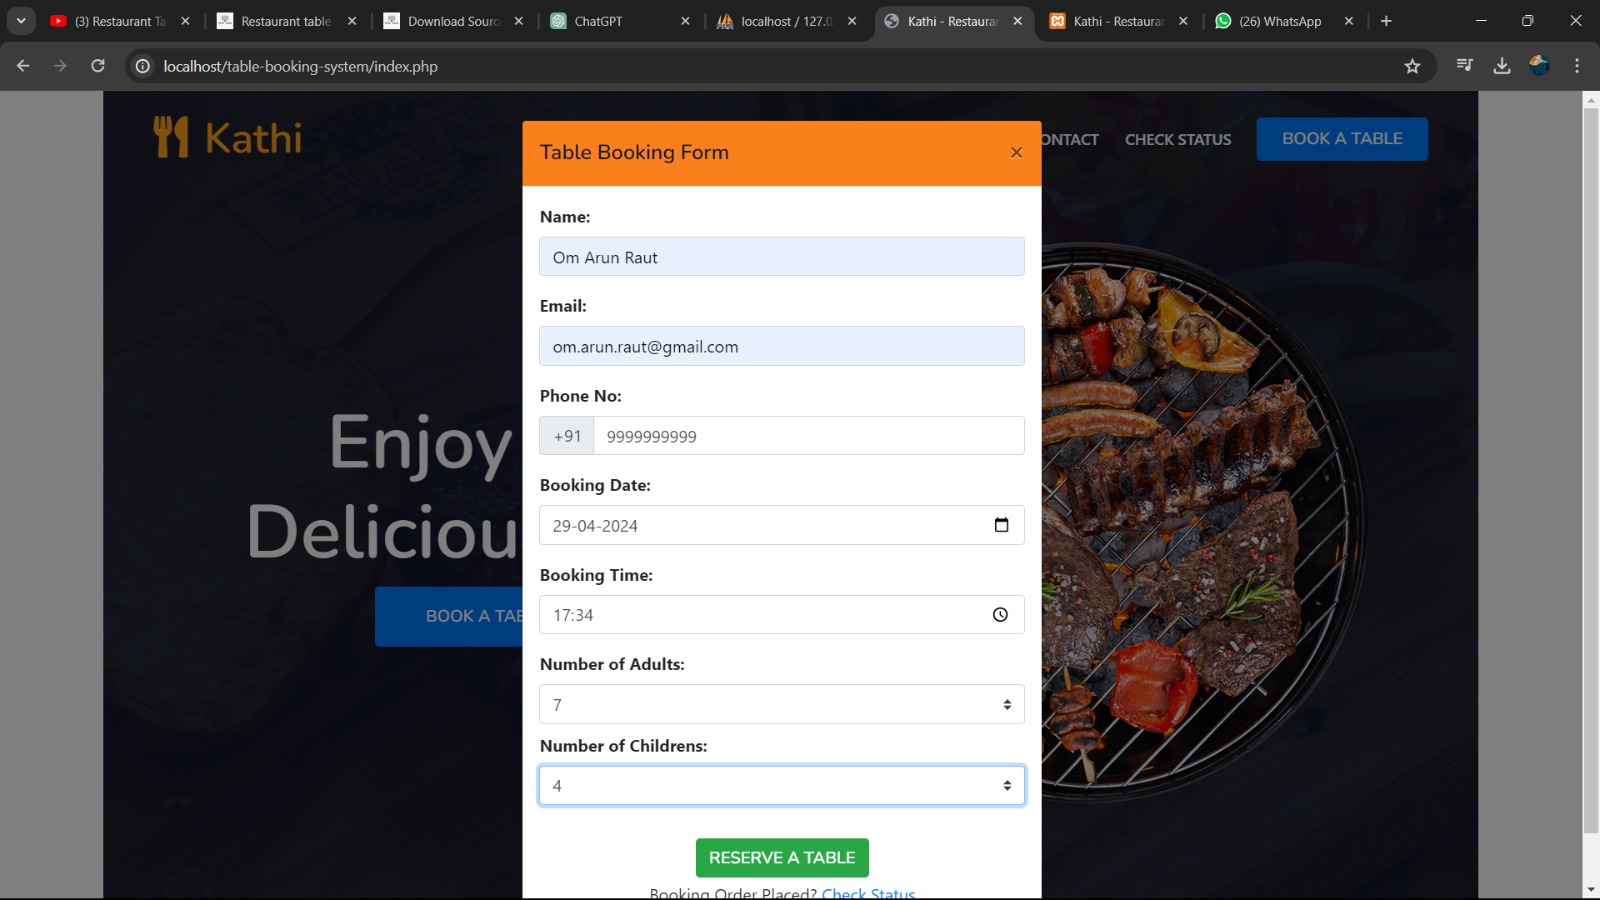 (3) Restaurant Ta
Restaurant table
Download Sourc
ChatGPT
localhost / 127.0.
Kathi - Restauran
Kathi - Restauran
(26) WhatsApp
localhost/table-booking-system/index.php
Kathi
ONTACT
CHECK STATUS
BOOK A TABLE
Table Booking Form
×
Name:
Om Arun Raut
Email:
om.arun.raut@gmail.com
Phone No:
+91 9999999999
Booking Date:
29-04-2024
Booking Time:
17:34
Number of Adults:
7
Number of Childrens:
4
RESERVE A TABLE
Booking Order Placed? Check Status
Enjoy
Deliciou
BOOK A TAB